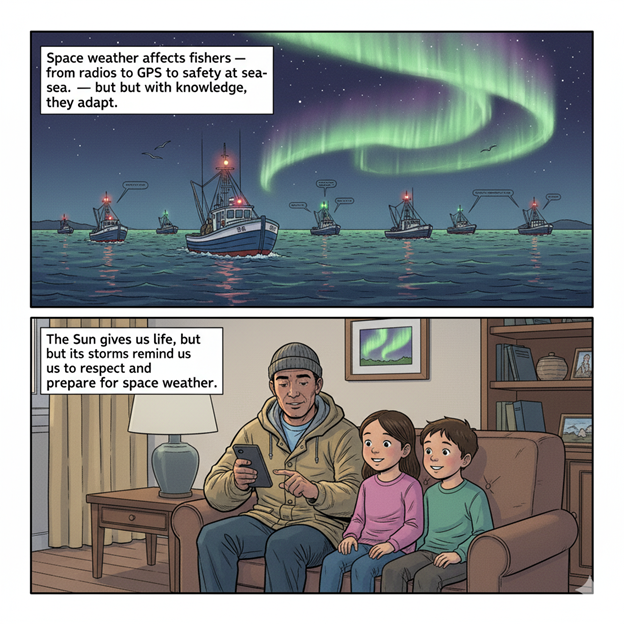 Space weather affects fishers —
from radios to GPS to safety at sea-
sea. — but but with knowledge,
they adapt.
The Sun gives us life, but
but its storms remind us
us to respect and
prepare for space weather.